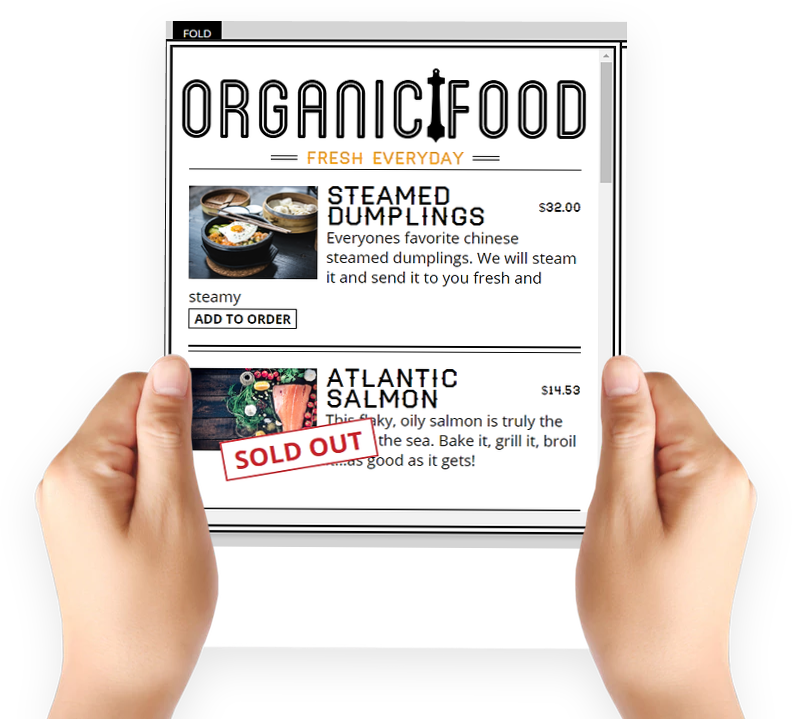 FOLD
ORGANIC FOOD
FRESH EVERYDAY
STEAMED
DUMPLINGS
$32.00
Everyones favorite chinese
steamed dumplings. We will steam
it and send it to you fresh and
steamy
ADD TO ORDER
ATLANTIC
SALMON
$14.53
This flaky, oily salmon is truly the
the sea. Bake it, grill it, broil
as good as it gets!
SOLD OUT